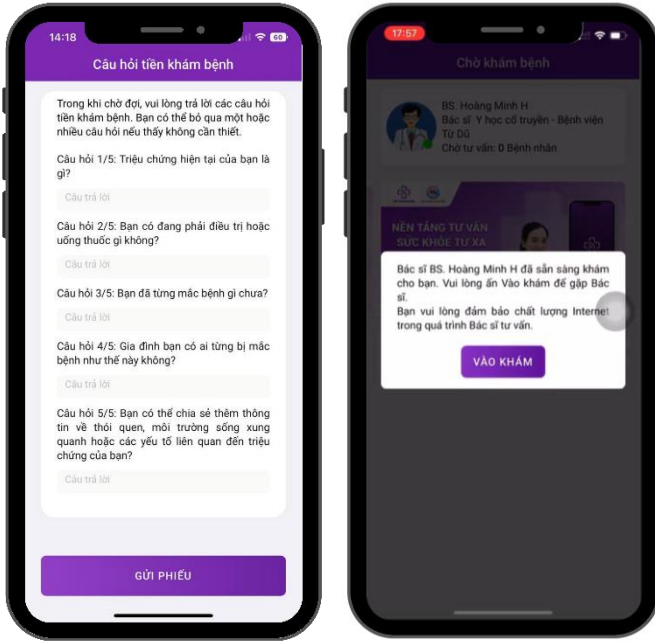 14:18
60
Câu hỏi tiền khám bệnh
Trong khi chờ đợi, vui lòng trả lời các câu hỏi
tiền khám bệnh. Bạn có thể bỏ qua một hoặc
nhiều câu hỏi nếu thấy không cần thiết.
Câu hỏi 1/5: Triệu chứng hiện tại của bạn là
gì?
Câu trả lời
Câu hỏi 2/5: Bạn có đang phải điều trị hoặc
uống thuốc gì không?
Câu trả lời
Câu hỏi 3/5: Bạn đã từng mắc bệnh gì chưa?
Câu trả lời
Câu hỏi 4/5: Gia đình bạn có ai từng bị mắc
bệnh như thế này không?
Câu trả lời
Câu hỏi 5/5: Bạn có thể chia sẻ thêm thông
tin về thói quen, môi trường sống xung
quanh hoặc các yếu tố liên quan đến triệu
chứng của bạn?
Câu trả lời
GỬI PHIẾU
17:57
Chờ khám bệnh
BS. Hoàng Minh H
Bác sĩ Y học cổ truyền - Bệnh viện
Từ Dũ
Chờ tư vấn: 0 Bệnh nhân
NỀN TẢNG TƯ VẤN
SỨC KHỎE TỪ XA
Bác sĩ BS. Hoàng Minh H đã sẵn sàng khám
cho bạn. Vui lòng ấn Vào khám để gặp Bác
sĩ.
Bạn vui lòng đảm bảo chất lượng Internet
trong quá trình Bác sĩ tư vấn.
VÀO KHÁM